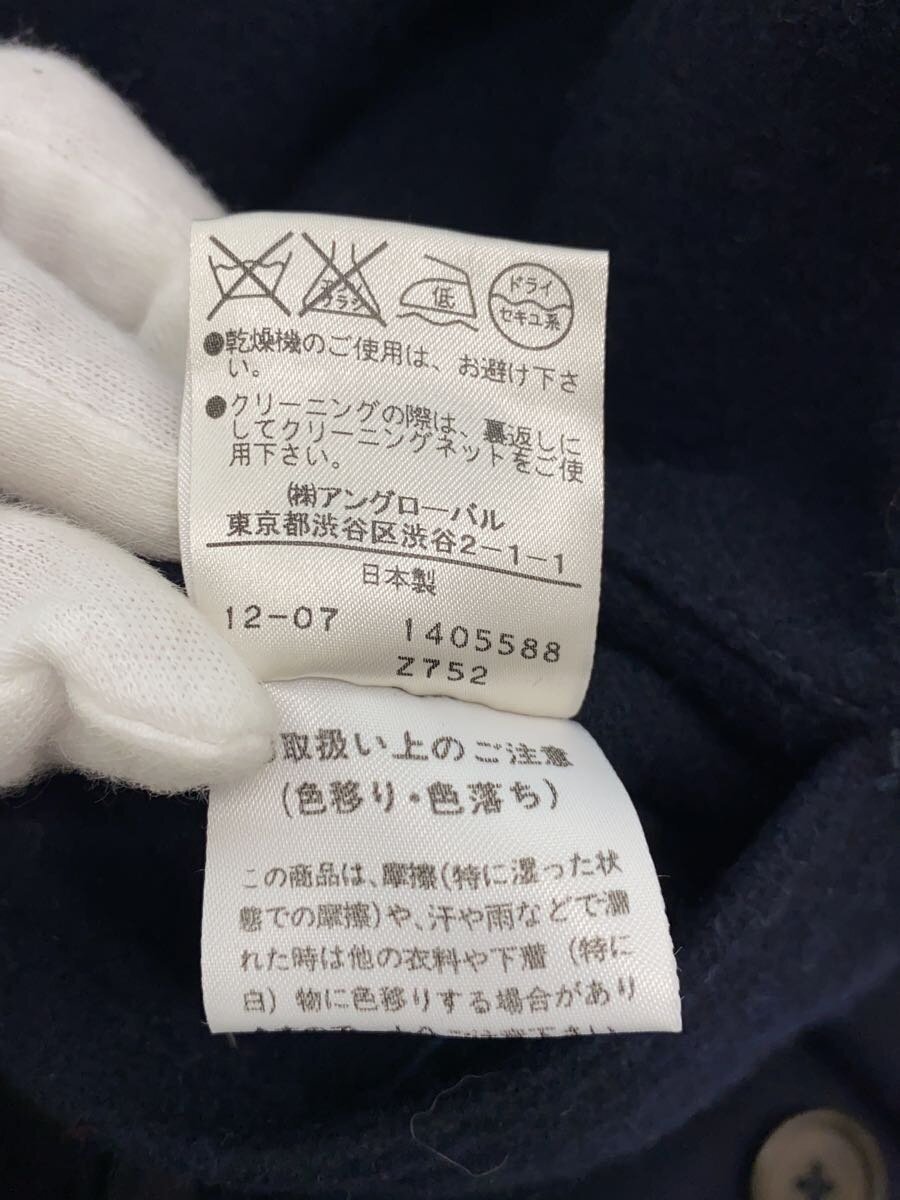 エンソ
サラシ
低
ドライ
セキユ系
●乾燥機のご使用は、お避け下さ
い。
●クリーニングの際は、裏返しに
してクリーニングネットをご使
用下さい。
㈱アングローバル
東京都渋谷区渋谷2-1-1
日本製
12-07 1405588
Z752
取扱い上のご注意
(色移り・色落ち)
この商品は、摩擦(特に湿った状
態での摩擦)や、汗や雨などで濡
れた時は他の衣料や下着(特に
白)物に色移りする場合があり